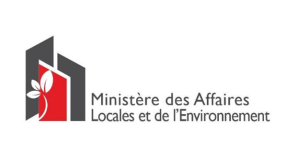 Ministère des Affaires
Locales et de l'Environnement